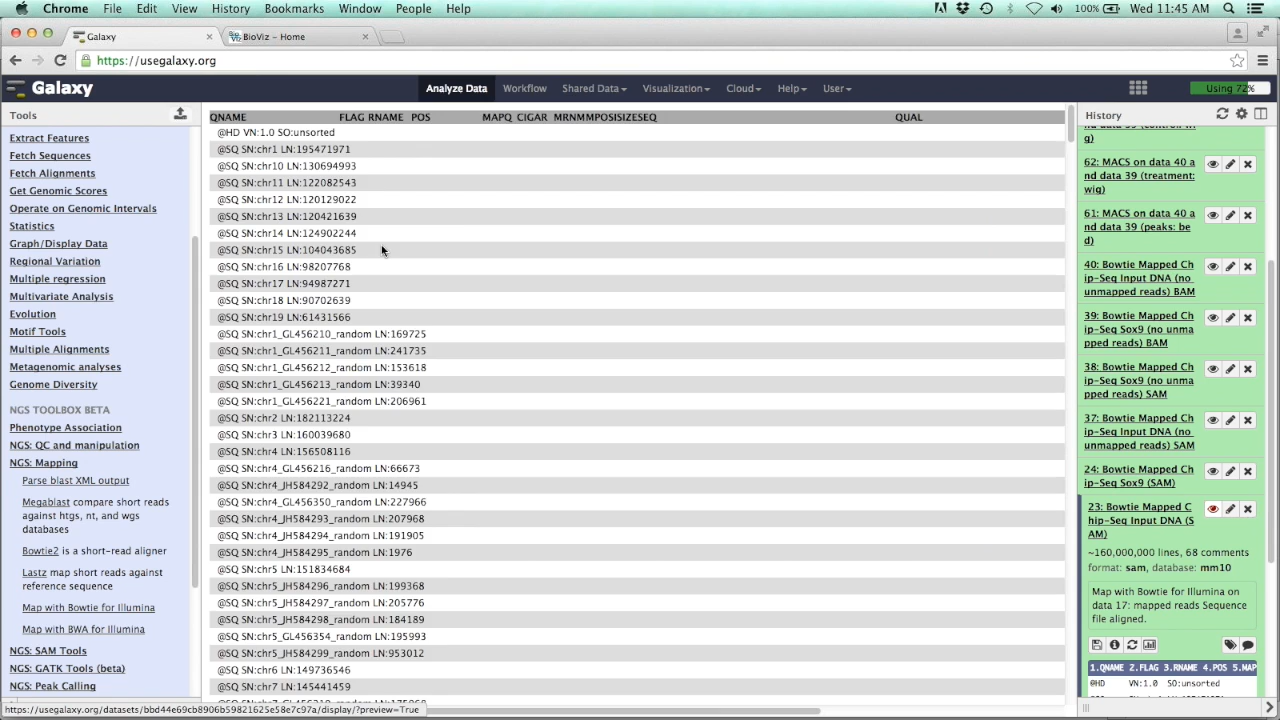 Chrome File Edit View History Bookmarks Window People Help 100% Wed 11:45 AM
Galaxy BioViz - Home
https://usegalaxy.org
Galaxy Analyze Data Workflow Shared Data Visualization Cloud Help User Using 72%
Tools
Extract Features
Fetch Sequences
Fetch Alignments
Get Genomic Scores
Operate on Genomic Intervals
Statistics
Graph/Display Data
Regional Variation
Multiple regression
Multivariate Analysis
Evolution
Motif Tools
Multiple Alignments
Metagenomic analyses
Genome Diversity
NGS TOOLBOX BETA
Phenotype Association
NGS: QC and manipulation
NGS: Mapping
Parse blast XML output
Megablast compare short reads
against htgs, nt, and wgs
databases
Bowtie2 is a short-read aligner
Lastz map short reads against
reference sequence
Map with Bowtie for Illumina
Map with BWA for Illumina
NGS: SAM Tools
NGS: GATK Tools (beta)
NGS: Peak Calling
QNAME FLAG RNAME POS MAPQ CIGAR MRNMMPOSISIZESEQ QUAL
@HD VN:1.0 SO:unsorted
@SQ SN:chr1 LN:195471971
@SQ SN:chr10 LN:130694993
@SQ SN:chr11 LN:122082543
@SQ SN:chr12 LN:120129022
@SQ SN:chr13 LN:120421639
@SQ SN:chr14 LN:124902244
@SQ SN:chr15 LN:104043685
@SQ SN:chr16 LN:98207768
@SQ SN:chr17 LN:94987271
@SQ SN:chr18 LN:90702639
@SQ SN:chr19 LN:61431566
@SQ SN:chr1_GL456210_random LN:169725
@SQ SN:chr1_GL456211_random LN:241735
@SQ SN:chr1_GL456212_random LN:153618
@SQ SN:chr1_GL456213_random LN:39340
@SQ SN:chr1_GL456221_random LN:206961
@SQ SN:chr2 LN:182113224
@SQ SN:chr3 LN:160039680
@SQ SN:chr4 LN:156508116
@SQ SN:chr4_GL456216_random LN:66673
@SQ SN:chr4_JH584292_random LN:14945
@SQ SN:chr4_GL456350_random LN:227966
@SQ SN:chr4_JH584293_random LN:207968
@SQ SN:chr4_JH584294_random LN:191905
@SQ SN:chr4_JH584295_random LN:1976
@SQ SN:chr5 LN:151834684
@SQ SN:chr5_JH584296_random LN:199368
@SQ SN:chr5_JH584297_random LN:205776
@SQ SN:chr5_JH584298_random LN:184189
@SQ SN:chr5_GL456354_random LN:195993
@SQ SN:chr5_JH584299_random LN:953012
@SQ SN:chr6 LN:149736546
@SQ SN:chr7 LN:145441459
https://usegalaxy.org/datasets/bbd44e69cb8906b59821625e58e7c97a/display/?preview=True
History
g)
62: MACS on data 40 a
nd data 39 (treatment:
wig)
61: MACS on data 40 a
nd data 39 (peaks: be
d)
40: Bowtie Mapped Ch
ip-Seq Input DNA (no
unmapped reads) BAM
39: Bowtie Mapped Ch
ip-Seq Sox9 (no unma
pped reads) BAM
38: Bowtie Mapped Ch
ip-Seq Sox9 (no unma
pped reads) SAM
37: Bowtie Mapped Ch
ip-Seq Input DNA (no
unmapped reads) SAM
24: Bowtie Mapped Ch
ip-Seq Sox9 (SAM)
23: Bowtie Mapped C
hip-Seq Input DNA (S
AM)
~160,000,000 lines, 68 comments
format: sam, database: mm10
Map with Bowtie for Illumina on
data 17: mapped reads Sequence
file aligned.
1.QNAME 2.FLAG 3.RNAME 4.POS 5.MAP
@HD VN:1.0 SO:unsorted